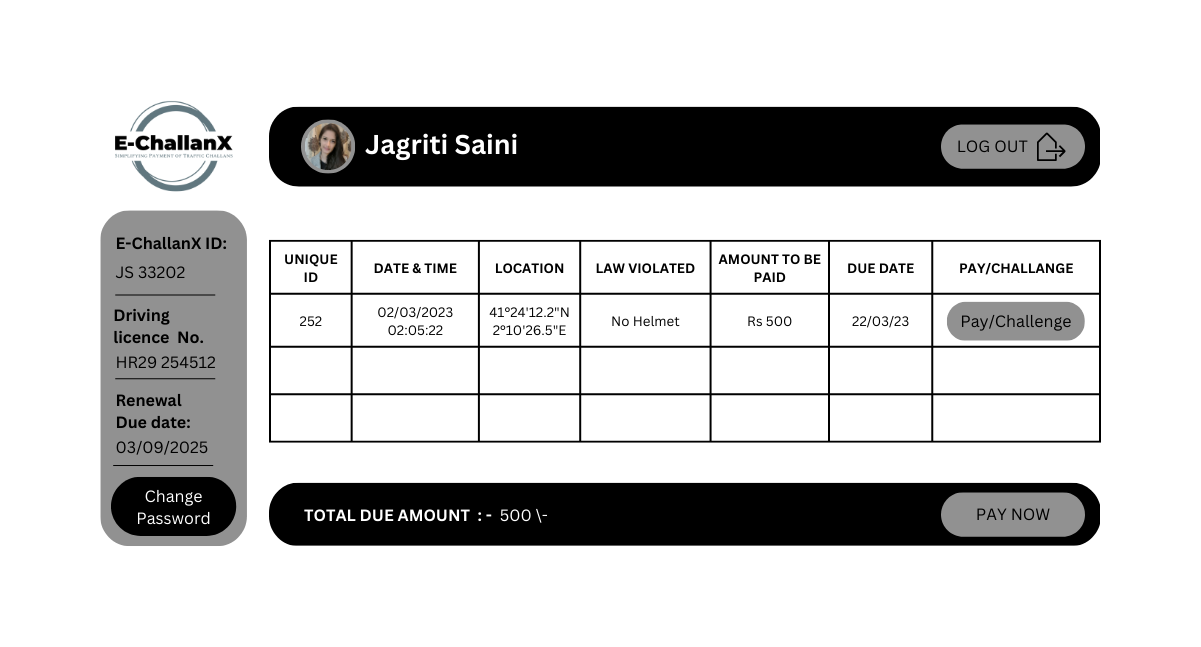 E-ChallanX
SIMPLIFYING PAYMENT OF TRAFFIC CHALLANS
Jagriti Saini
LOG OUT
E-ChallanX ID:
JS 33202
Driving
licence No.
HR29 254512
Renewal
Due date:
03/09/2025
Change
Password
UNIQUE
ID
DATE & TIME
LOCATION
LAW VIOLATED
AMOUNT TO BE
PAID
DUE DATE
PAY/CHALLANGE
252
02/03/2023
02:05:22
41°24'12.2"N
2°10'26.5"E
No Helmet
Rs 500
22/03/23
Pay/Challenge
TOTAL DUE AMOUNT : - 500 \-
PAY NOW